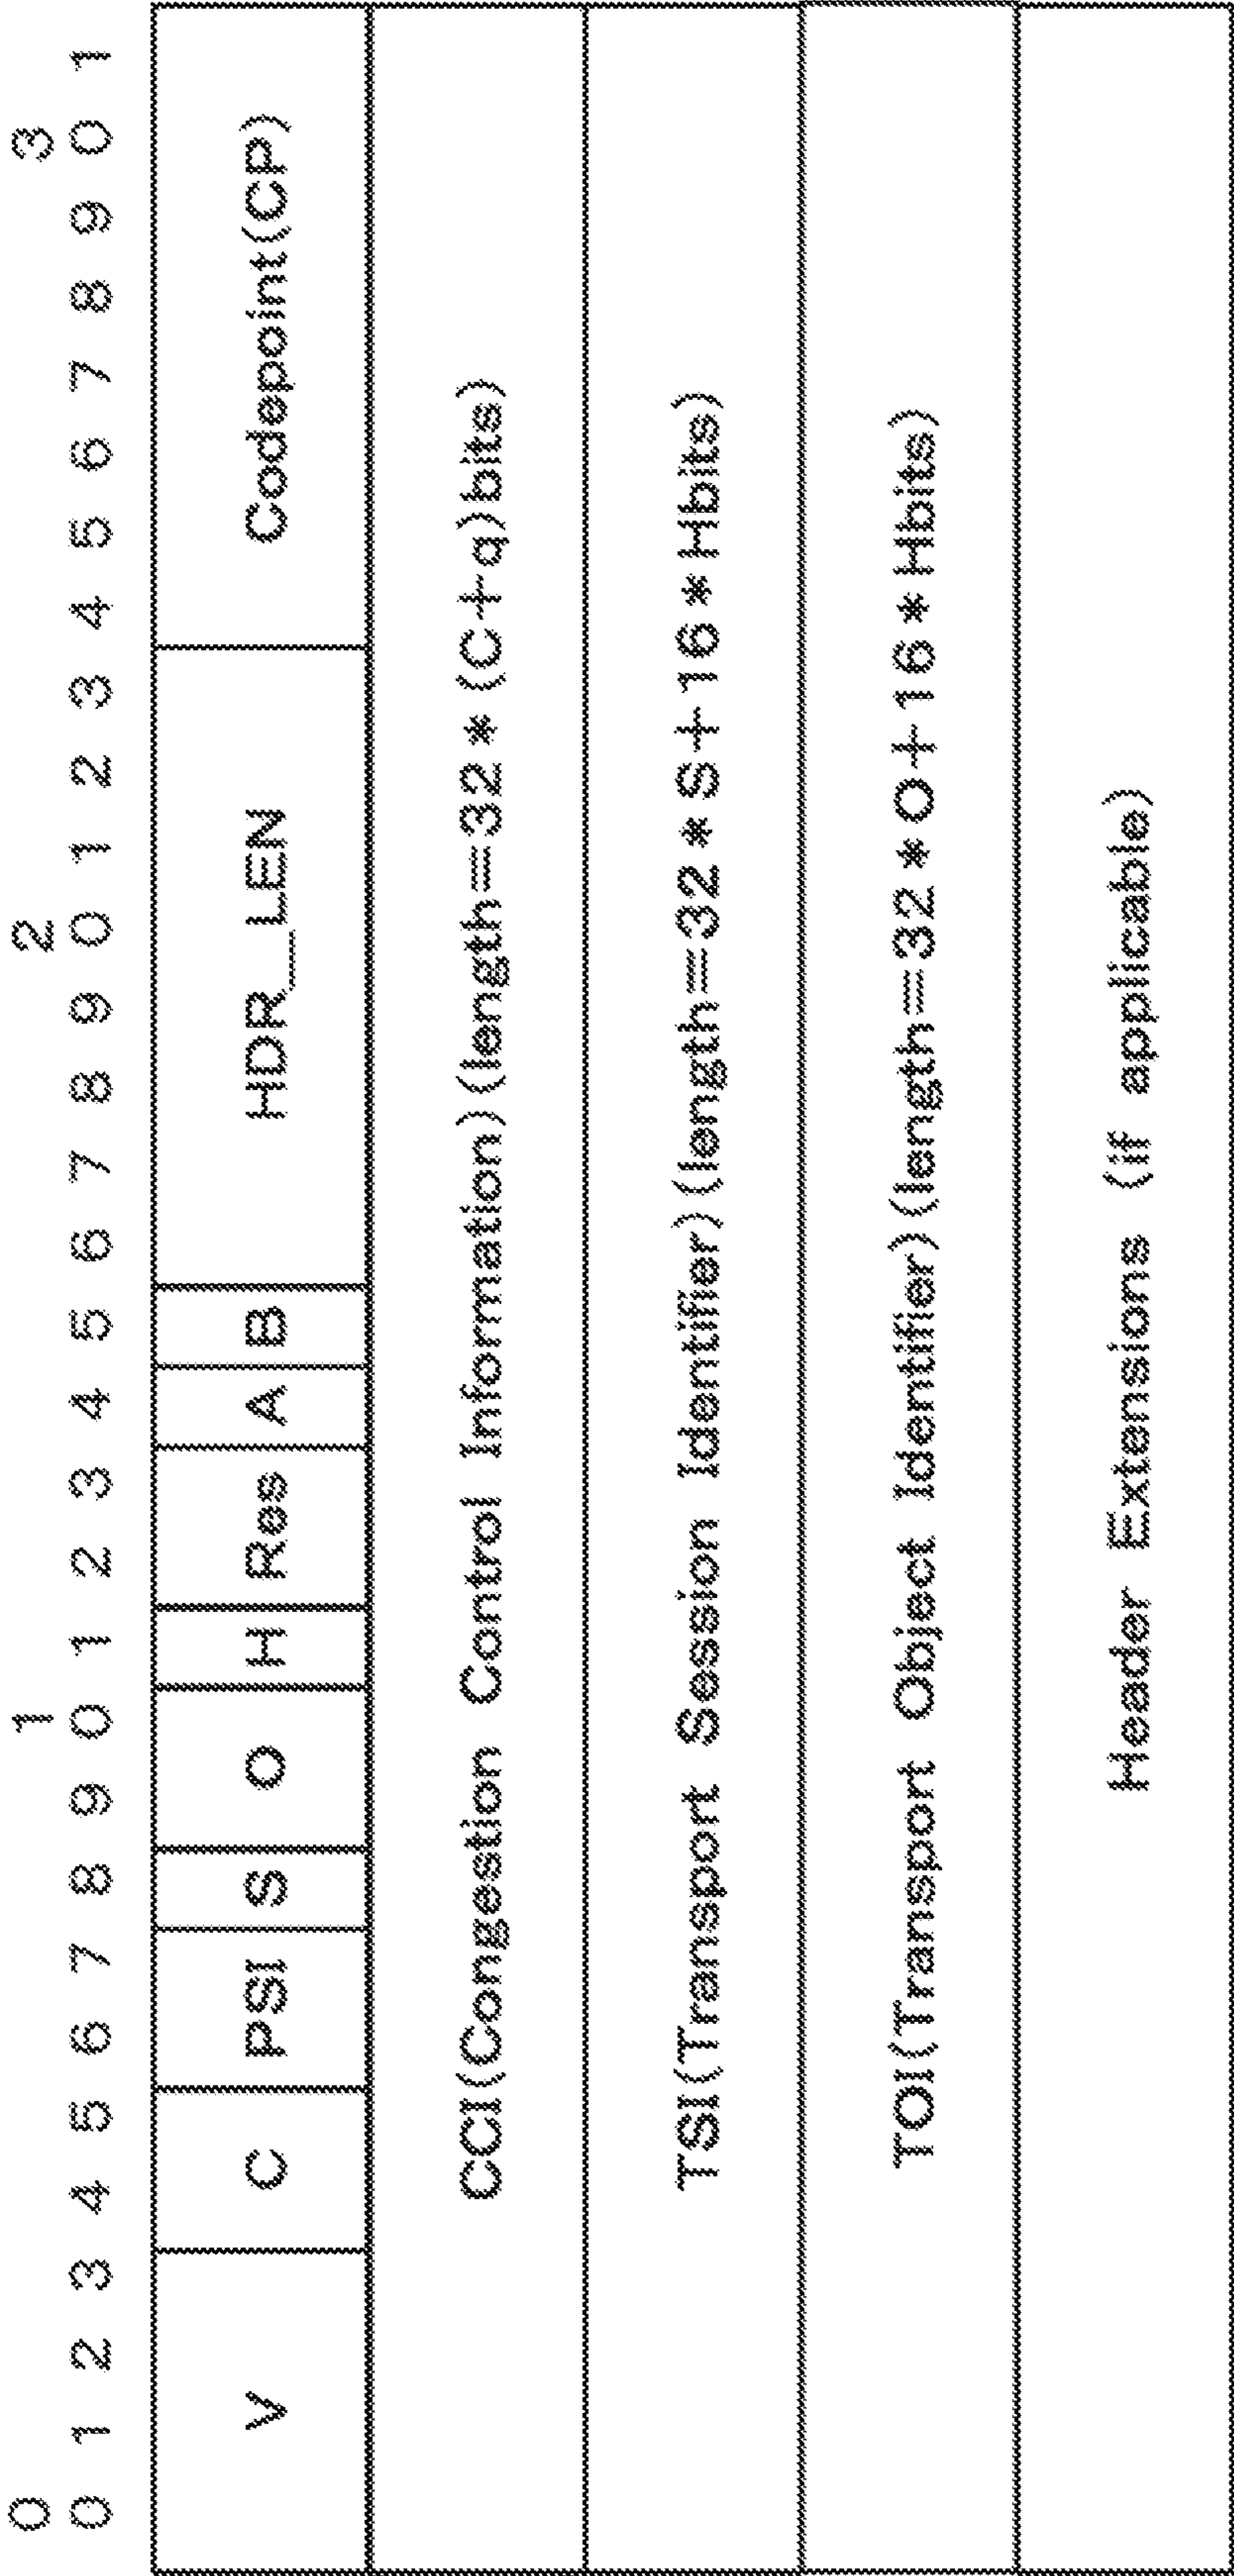 0 1 2 3
0 1 2 3 4 5 6 7 8 9 0 1 2 3 4 5 6 7 8 9 0 1 2 3 4 5 6 7 8 9 0 1
V C PSI S O H Res A B HDR_LEN Codepoint(CP)
CCI(Congestion Control Information)(length=32*(C+q)bits)
TSI(Transport Session Identifier)(length=32*S+16*Hbits)
TOI(Transport Object Identifier)(length=32*O+16*Hbits)
Header Extensions (if applicable)